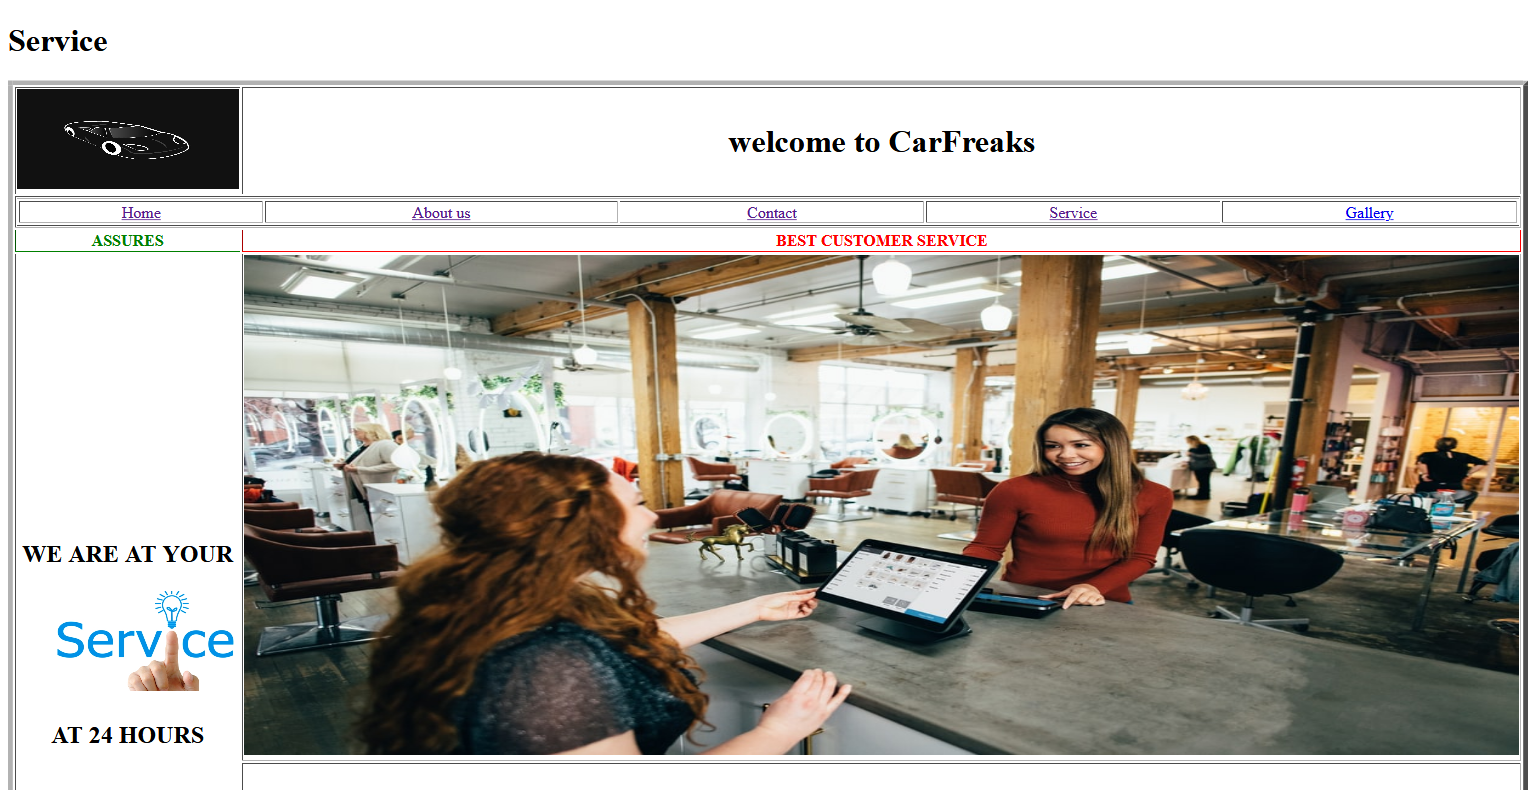 Service
welcome to CarFreaks
Home
About us
Contact
Service
Gallery
ASSURES
BEST CUSTOMER SERVICE
WE ARE AT YOUR
Service
AT 24 HOURS